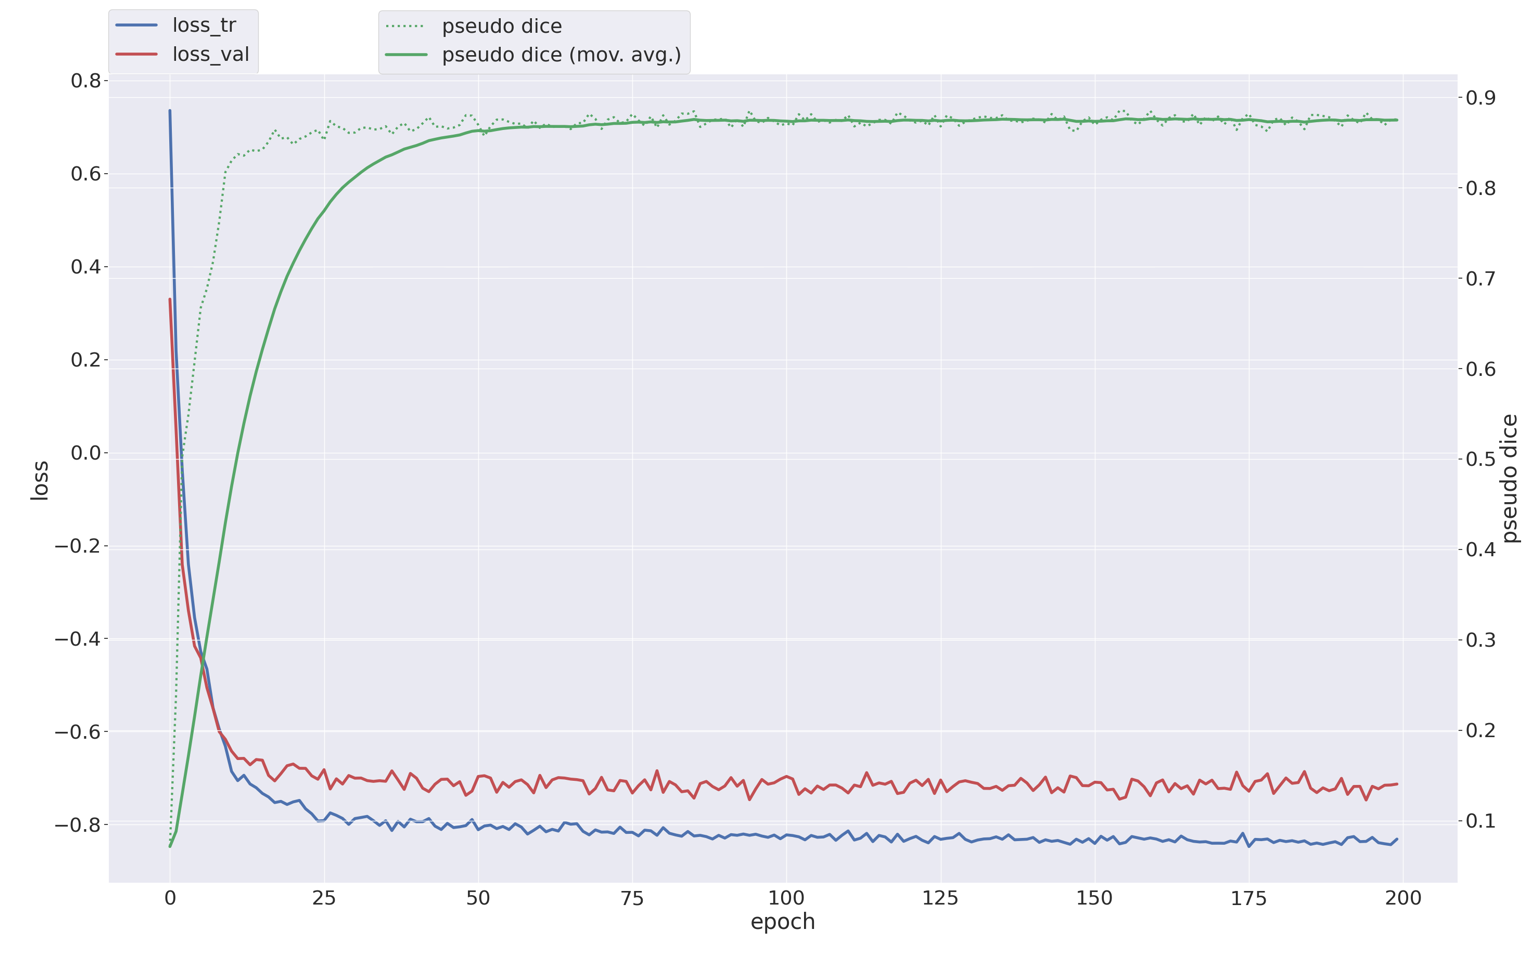 loss_tr
loss_val
pseudo dice
pseudo dice (mov. avg.)
0.8
0.6
0.4
0.2
0.0
−0.2
−0.4
−0.6
−0.8
loss
0.9
0.8
0.7
0.6
0.5
0.4
0.3
0.2
0.1
pseudo dice
0 25 50 75 100 125 150 175 200
epoch